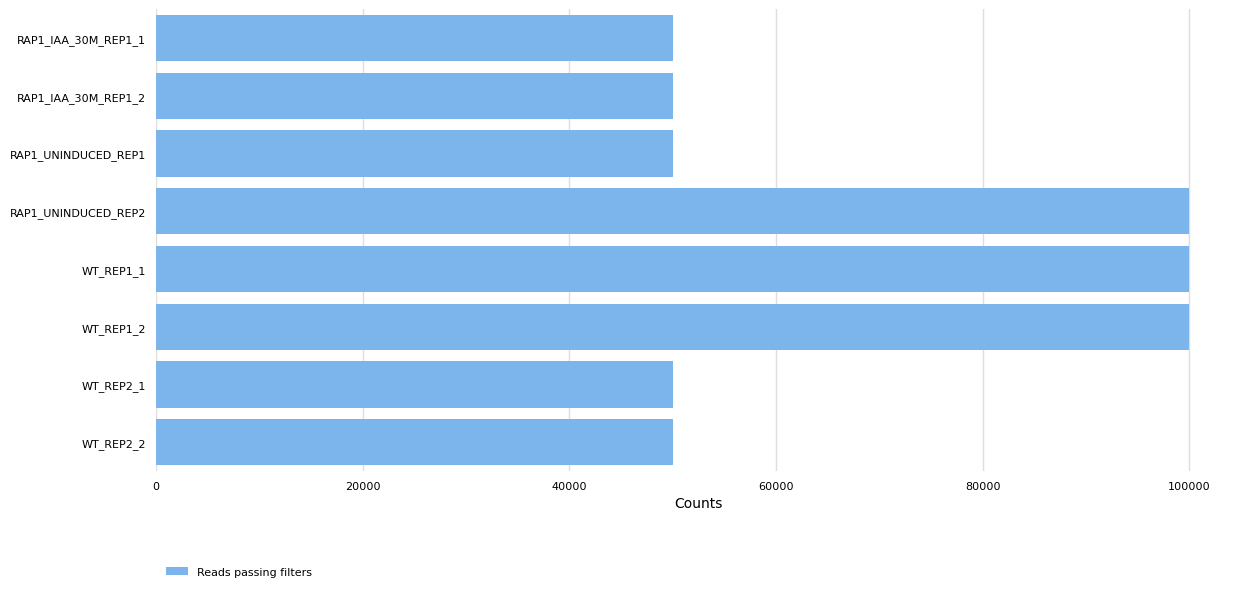 RAP1_IAA_30M_REP1_1
RAP1_IAA_30M_REP1_2
RAP1_UNINDUCED_REP1
RAP1_UNINDUCED_REP2
WT_REP1_1
WT_REP1_2
WT_REP2_1
WT_REP2_2
0 20000 40000 60000 80000 100000
Counts
Reads passing filters